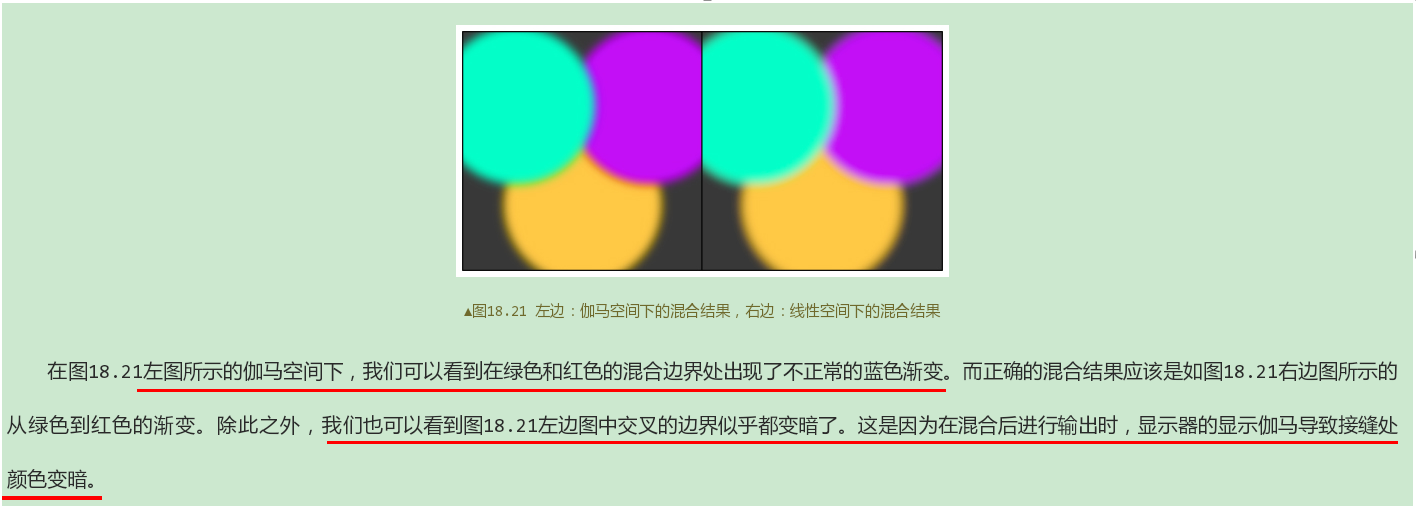 ▲图18.21 左边：伽马空间下的混合结果，右边：线性空间下的混合结果
在图18.21左图所示的伽马空间下，我们可以看到在绿色和红色的混合边界处出现了不正常的蓝色渐变。而正确的混合结果应该是如图18.21右边图所示的
从绿色到红色的渐变。除此之外，我们也可以看到图18.21左边图中交叉的边界似乎都变暗了。这是因为在混合后进行输出时，显示器的显示伽马导致接缝处
颜色变暗。